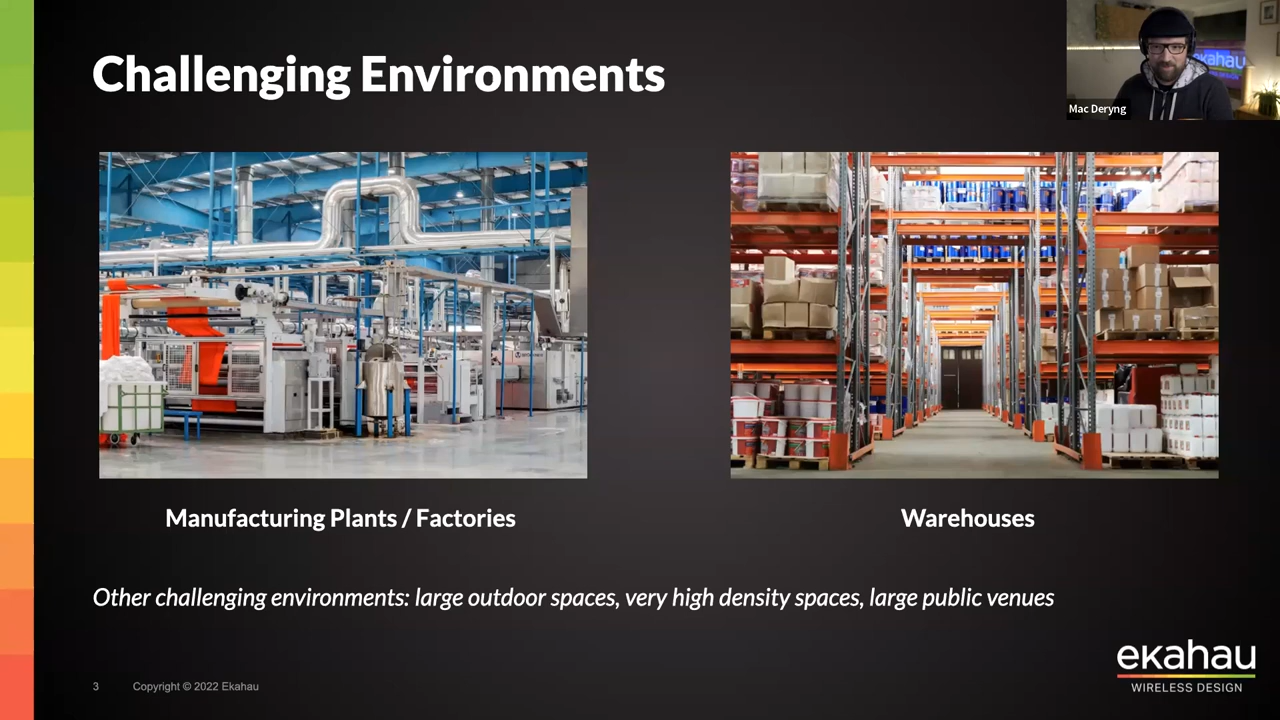 Challenging Environments
ekahau
Mac Deryng
Manufacturing Plants / Factories
Warehouses
Other challenging environments: large outdoor spaces, very high density spaces, large public venues
ekahau
WIRELESS DESIGN
3
Copyright © 2022 Ekahau